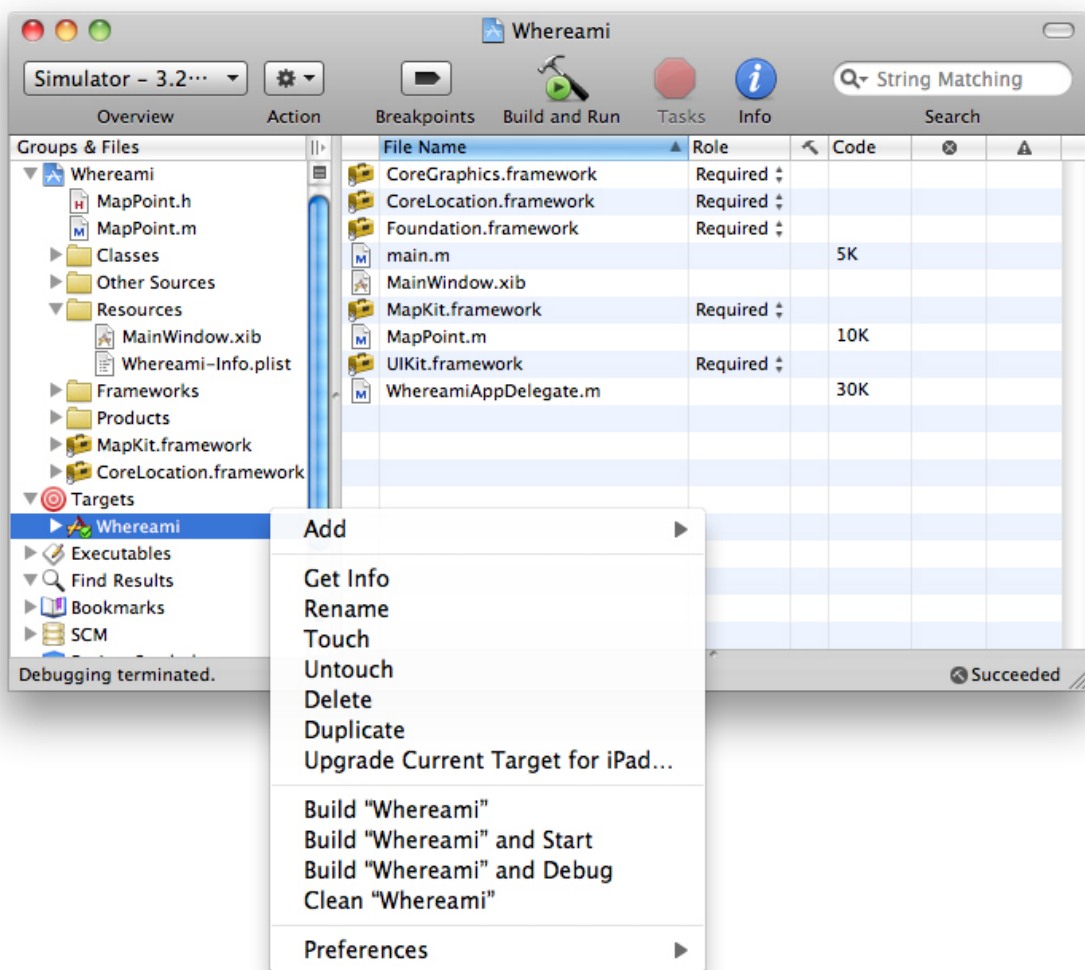 Whereami
Simulator – 3.2···
String Matching
Overview Action Breakpoints Build and Run Tasks Info Search
Groups & Files File Name Role Code
Whereami CoreGraphics.framework Required
MapPoint.h CoreLocation.framework Required
MapPoint.m Foundation.framework Required
Classes main.m 5K
Other Sources MainWindow.xib
Resources MapKit.framework Required
MainWindow.xib MapPoint.m 10K
Whereami-Info.plist UIKit.framework Required
Frameworks WhereamiAppDelegate.m 30K
Products
MapKit.framework
CoreLocation.framework
Targets
Whereami
Executables
Find Results
Bookmarks
SCM
Debugging terminated. Succeeded
Add
Get Info
Rename
Touch
Untouch
Delete
Duplicate
Upgrade Current Target for iPad...
Build “Whereami”
Build “Whereami” and Start
Build “Whereami” and Debug
Clean “Whereami”
Preferences